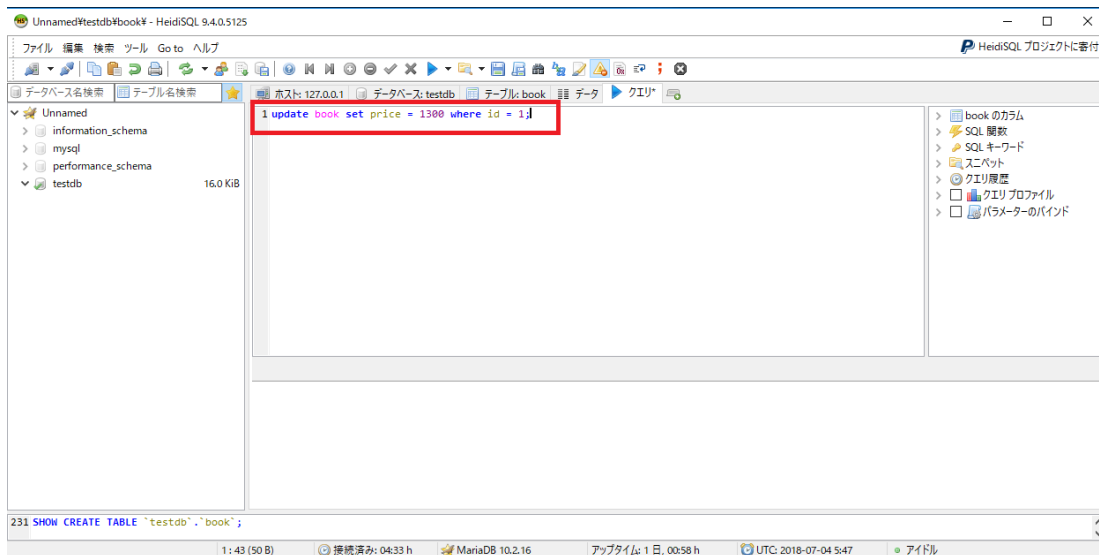 Unnamed¥testdb¥book¥ - HeidiSQL 9.4.0.5125
ファイル 編集 検索 ツール Go to ヘルプ
HeidiSQL プロジェクトに寄付
データベース名検索 テーブル名検索 ホスト: 127.0.0.1 データベース: testdb テーブル: book データ クエリ*
1 update book set price = 1300 where id = 1;
Unnamed
information_schema
mysql
performance_schema
testdb 16.0 KiB
book のカラム
SQL 関数
SQL キーワード
スニペット
クエリ履歴
クエリ プロファイル
パラメーターのバインド
231 SHOW CREATE TABLE `testdb`.`book`;
1 : 43 (50 B) 接続済み: 04:33 h MariaDB 10.2.16 アップタイム: 1 日, 00:58 h UTC: 2018-07-04 5:47 アイドル